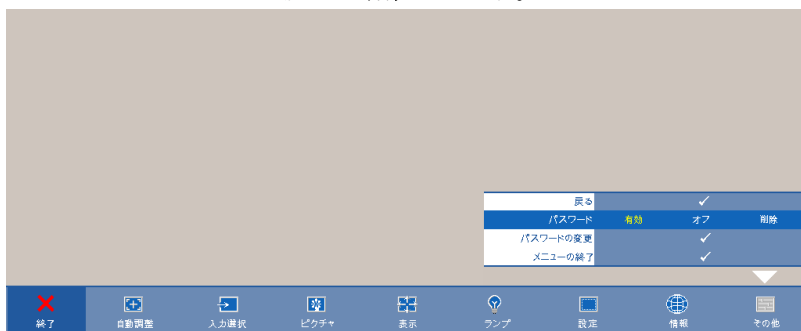 戻る ✓
パスワード 有効 オフ 削除
パスワードの変更 ✓
メニューの終了 ✓
終了 自動調整 入力選択 ピクチャ 表示 ランプ 設定 情報 その他